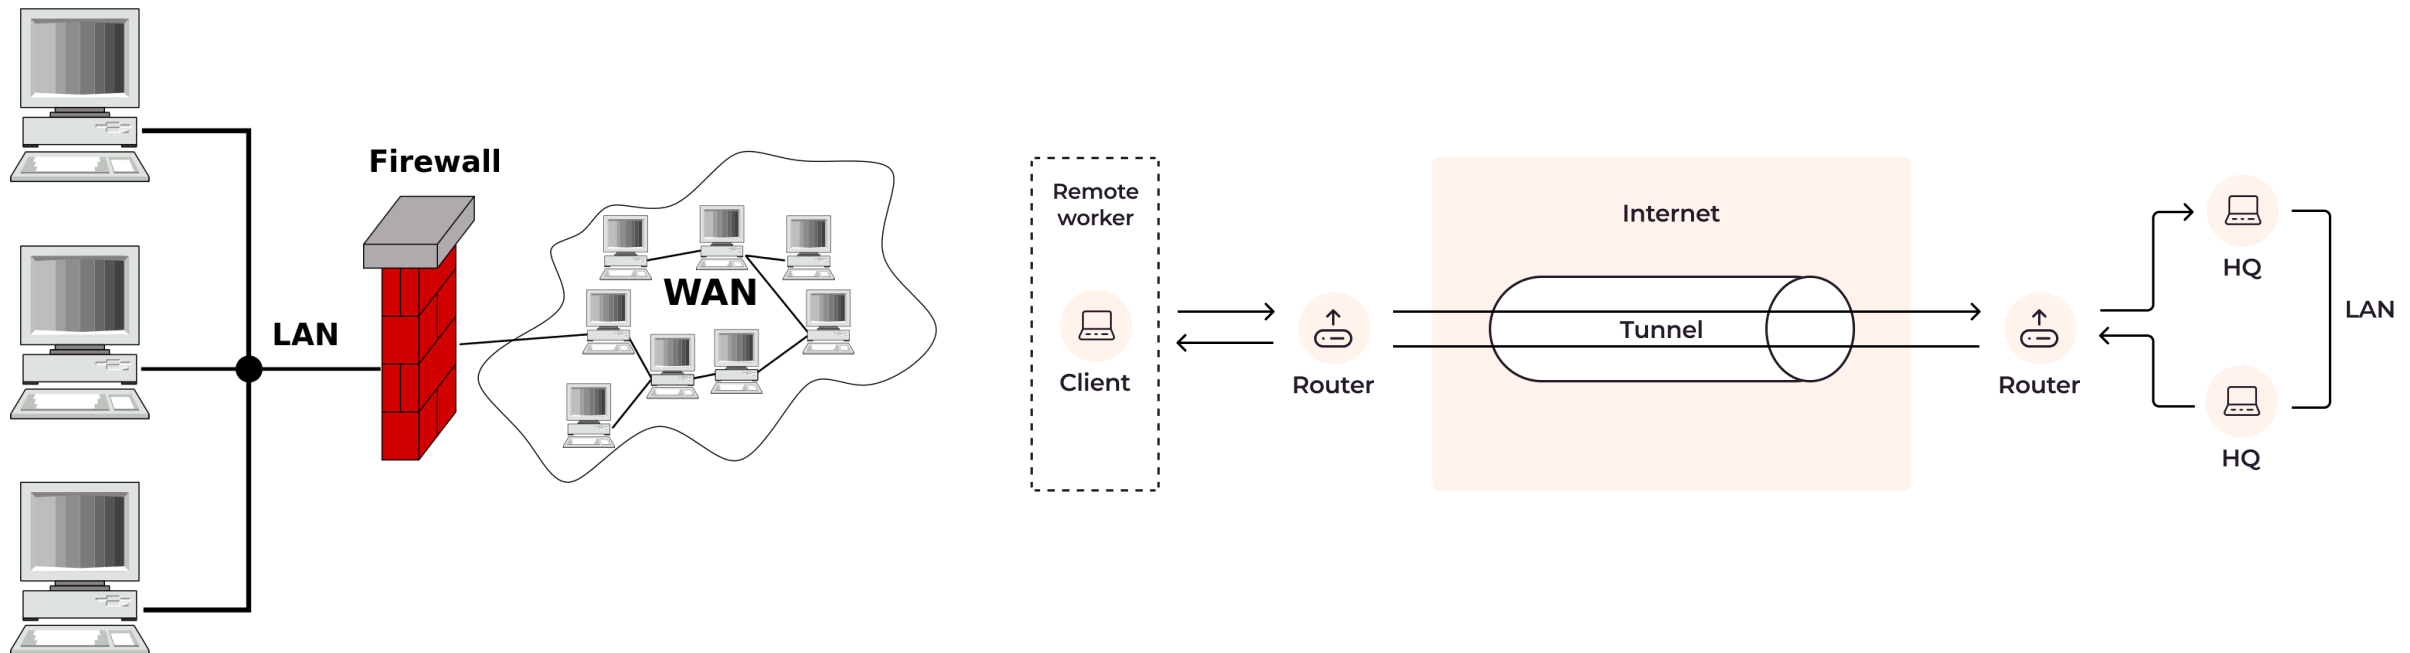 Firewall
LAN
WAN
Remote
worker
Client
Router
Internet
Tunnel
Router
HQ
HQ
LAN